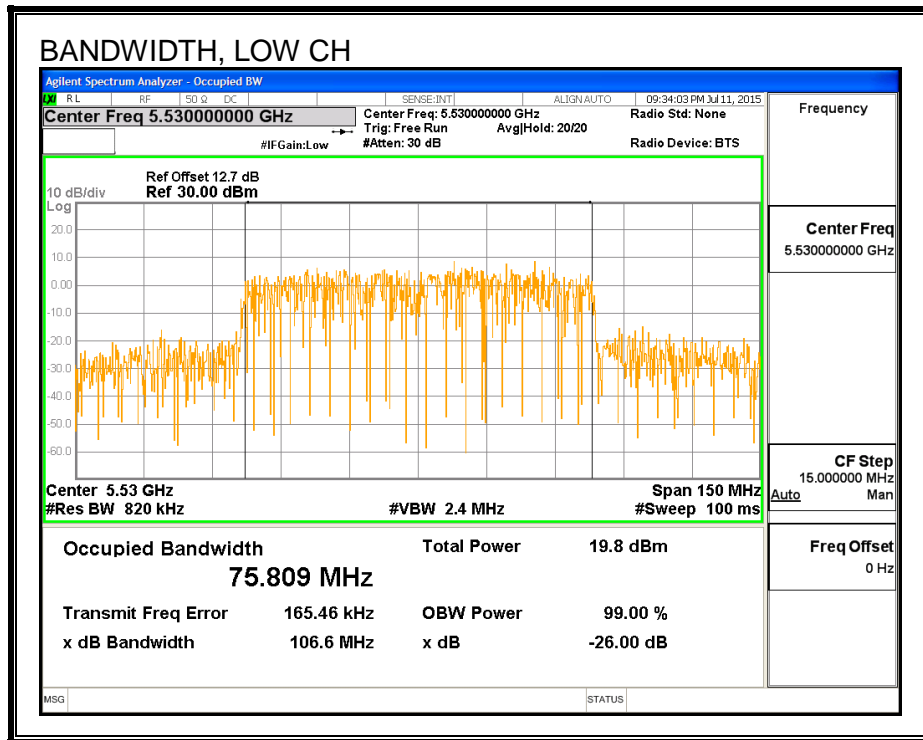 BANDWIDTH, LOW CH
Agilent Spectrum Analyzer - Occupied BW
LXI RL RF 50 Ω DC SENSE:INT ALIGN AUTO 09:34:03 PM Jul 11, 2015
Center Freq 5.530000000 GHz
Center Freq: 5.530000000 GHz Radio Std: None
Trig: Free Run Avg|Hold: 20/20
#IFGain:Low #Atten: 30 dB Radio Device: BTS
Frequency
Ref Offset 12.7 dB
10 dB/div Ref 30.00 dBm
Log
20.0
10.0
0.00
-10.0
-20.0
-30.0
-40.0
-50.0
-60.0
Center 5.53 GHz Span 150 MHz
#Res BW 820 kHz #VBW 2.4 MHz #Sweep 100 ms
Center Freq
5.530000000 GHz
CF Step
15.000000 MHz
Auto Man
Freq Offset
0 Hz
Occupied Bandwidth Total Power 19.8 dBm
75.809 MHz
Transmit Freq Error 165.46 kHz OBW Power 99.00 %
x dB Bandwidth 106.6 MHz x dB -26.00 dB
MSG STATUS